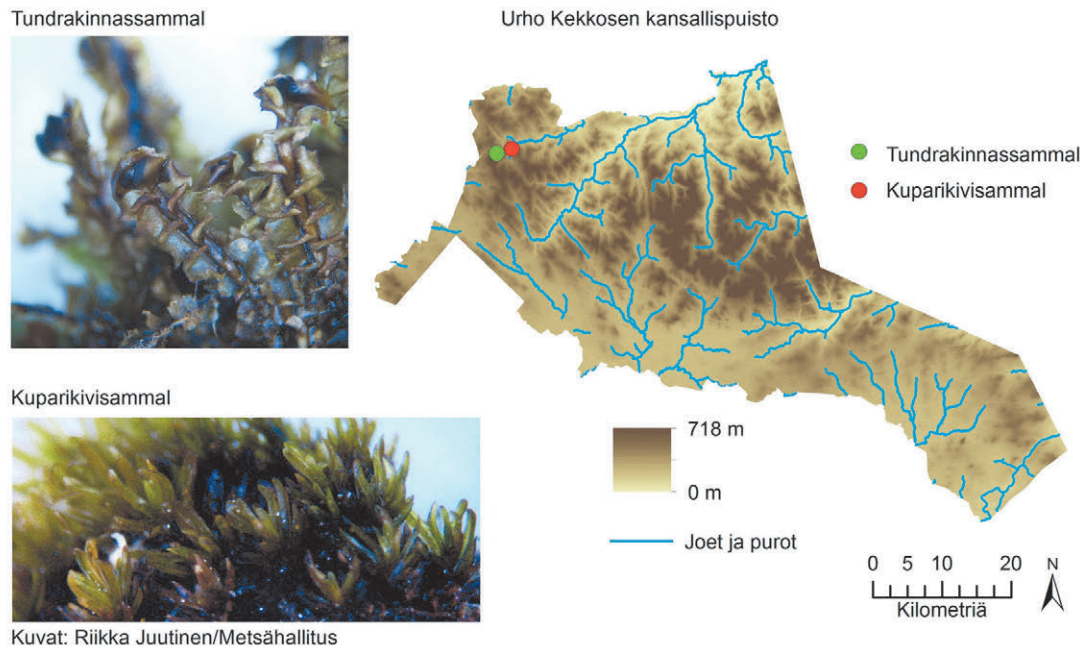 Tundrakinnassammal
Urho Kekkosen kansallispuisto
Tundrakinnassammal
Kuparikivisammal
Kuparikivisammal
718 m
0 m
Joet ja purot
0 5 10 20
Kilometriä
N
Kuvat: Riikka Juutinen/Metsähallitus